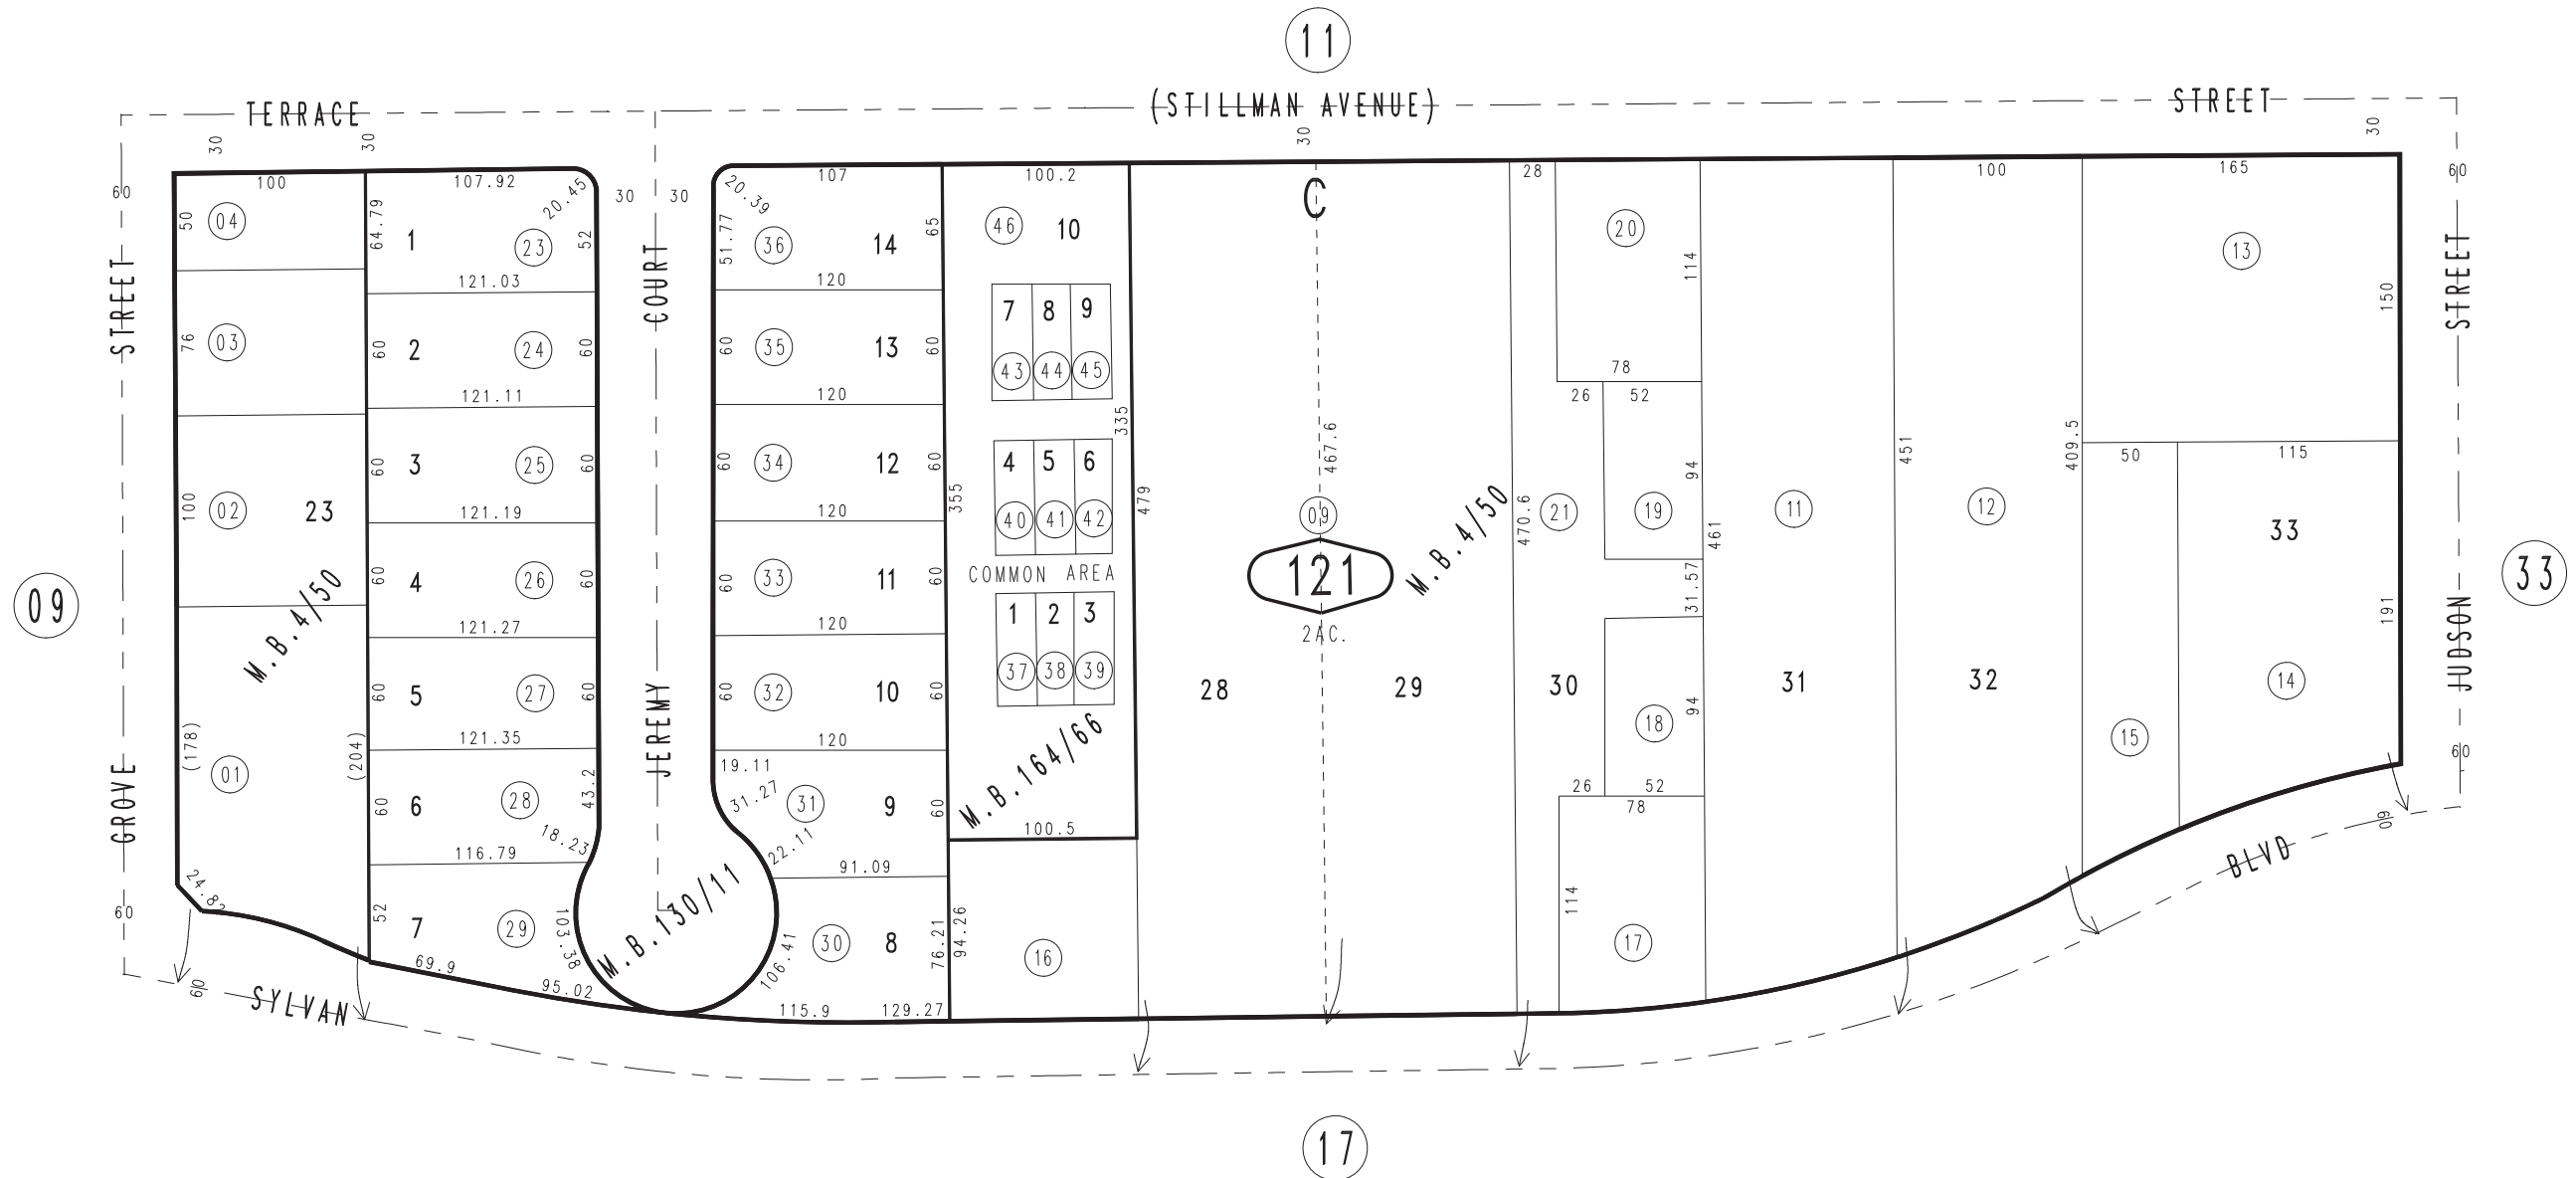 11
TERRACE (STILLMAN AVENUE) STREET
30 30 30 30
60 100 107.92 20.45 30 30 20.39 107 100.2 28 100 165 60
50 04 64.79 1 23 52 51.77 36 14 65 46 10 C 20 114 13 150
121.03 120
STREET COURT STREET
76 03 60 2 24 60 60 35 13 60 7 8 9
43 44 45 78
121.11 120 26 52
335 467.6 451 409.5 50 115
60 3 25 60 60 34 12 60 4 5 6 94
100 02 23 355 479 09 470.6 21 19 461 11 12 33
121.19 120 40 41 42
M.B.4/50 M.B.4/50
09 60 4 26 60 60 33 11 60 COMMON AREA 121 31.57 33
121.27 120 1 2 3 2AC. 191
37 38 39
60 5 27 60 60 32 10 60 28 29 30 31 32 14
JEREMY JUDSON
121.35 120 M.B.164/66 18 94 15
(178) 01 (204) 60
GROVE 60 6 28 43.2 19.11 31.27 31 9 60 26 52
78
18.23 22.11 100.5
116.79 91.09
24.82 60
BLVD
60 52 7 29 103.38 M.B.130/11 106.41 30 8 76.21 94.26 16 114 17
69.9 95.02 115.9 129.27
60 SYLVAN
17